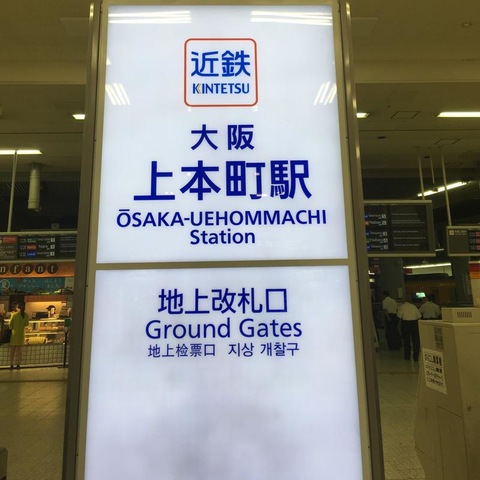 近鉄
KINTETSU
大阪
上本町駅
ŌSAKA-UEHOMMACHI
Station
地上改札口
Ground Gates
地上检票口 지상 개찰구